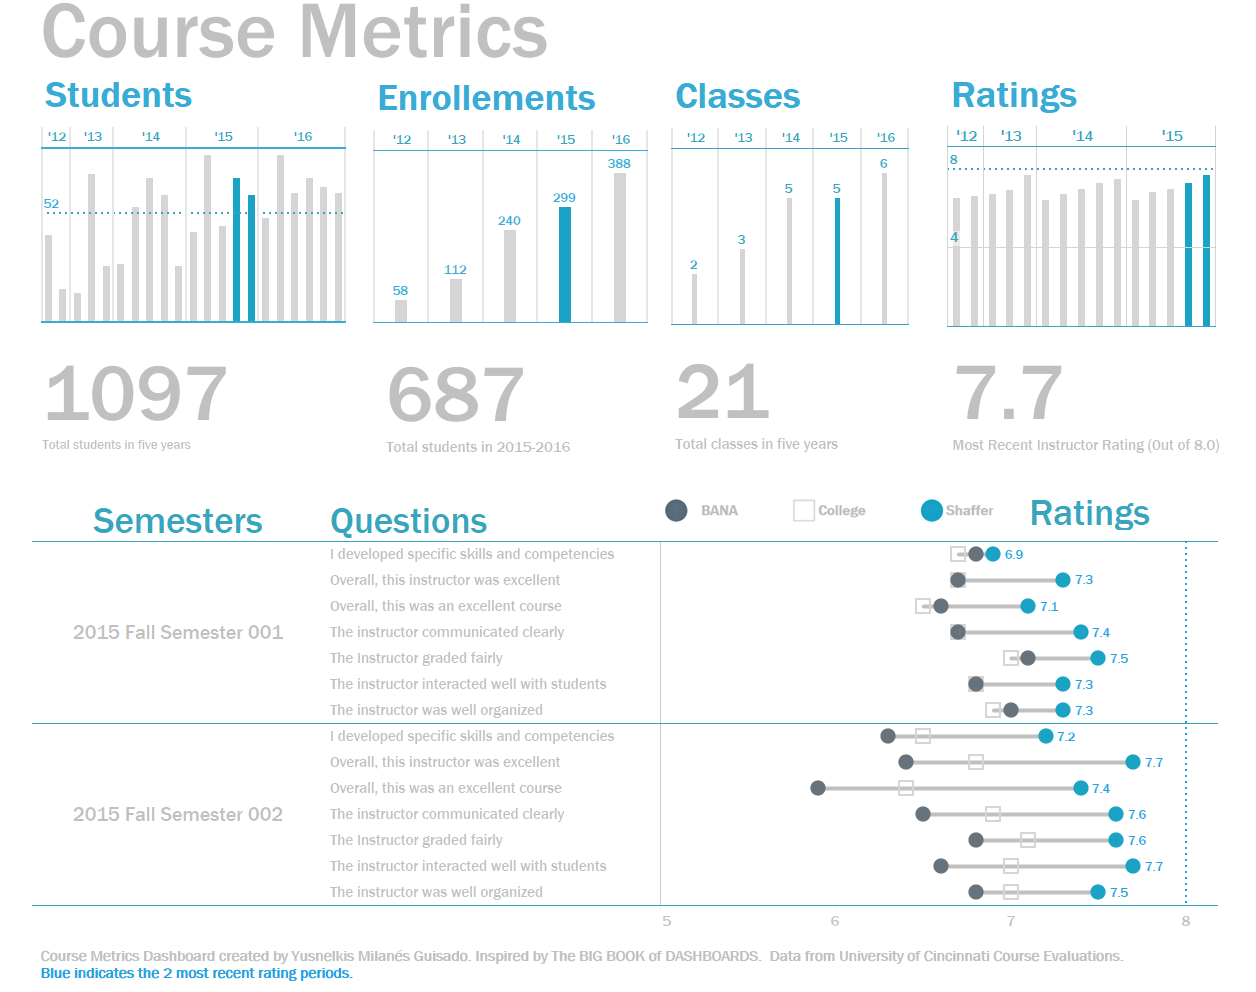 Course Metrics
Students
Enrollements
Classes
Ratings
'12 '13 '14 '15 '16
52
'12 '13 '14 '15 '16
58 112 240 299 388
'12 '13 '14 '15 '16
2 3 5 5 6
'12 '13 '14 '15
8
4
1097
Total students in five years
687
Total students in 2015-2016
21
Total classes in five years
7.7
Most Recent Instructor Rating (Out of 8.0)
Semesters Questions BANA College Shaffer Ratings
2015 Fall Semester 001
I developed specific skills and competencies 6.9
Overall, this instructor was excellent 7.3
Overall, this was an excellent course 7.1
The instructor communicated clearly 7.4
The Instructor graded fairly 7.5
The instructor interacted well with students 7.3
The instructor was well organized 7.3
2015 Fall Semester 002
I developed specific skills and competencies 7.2
Overall, this instructor was excellent 7.7
Overall, this was an excellent course 7.4
The instructor communicated clearly 7.6
The Instructor graded fairly 7.6
The instructor interacted well with students 7.7
The instructor was well organized 7.5
5 6 7 8
Course Metrics Dashboard created by Yusnelkis Milanés Guisado. Inspired by The BIG BOOK of DASHBOARDS. Data from University of Cincinnati Course Evaluations.
Blue indicates the 2 most recent rating periods.